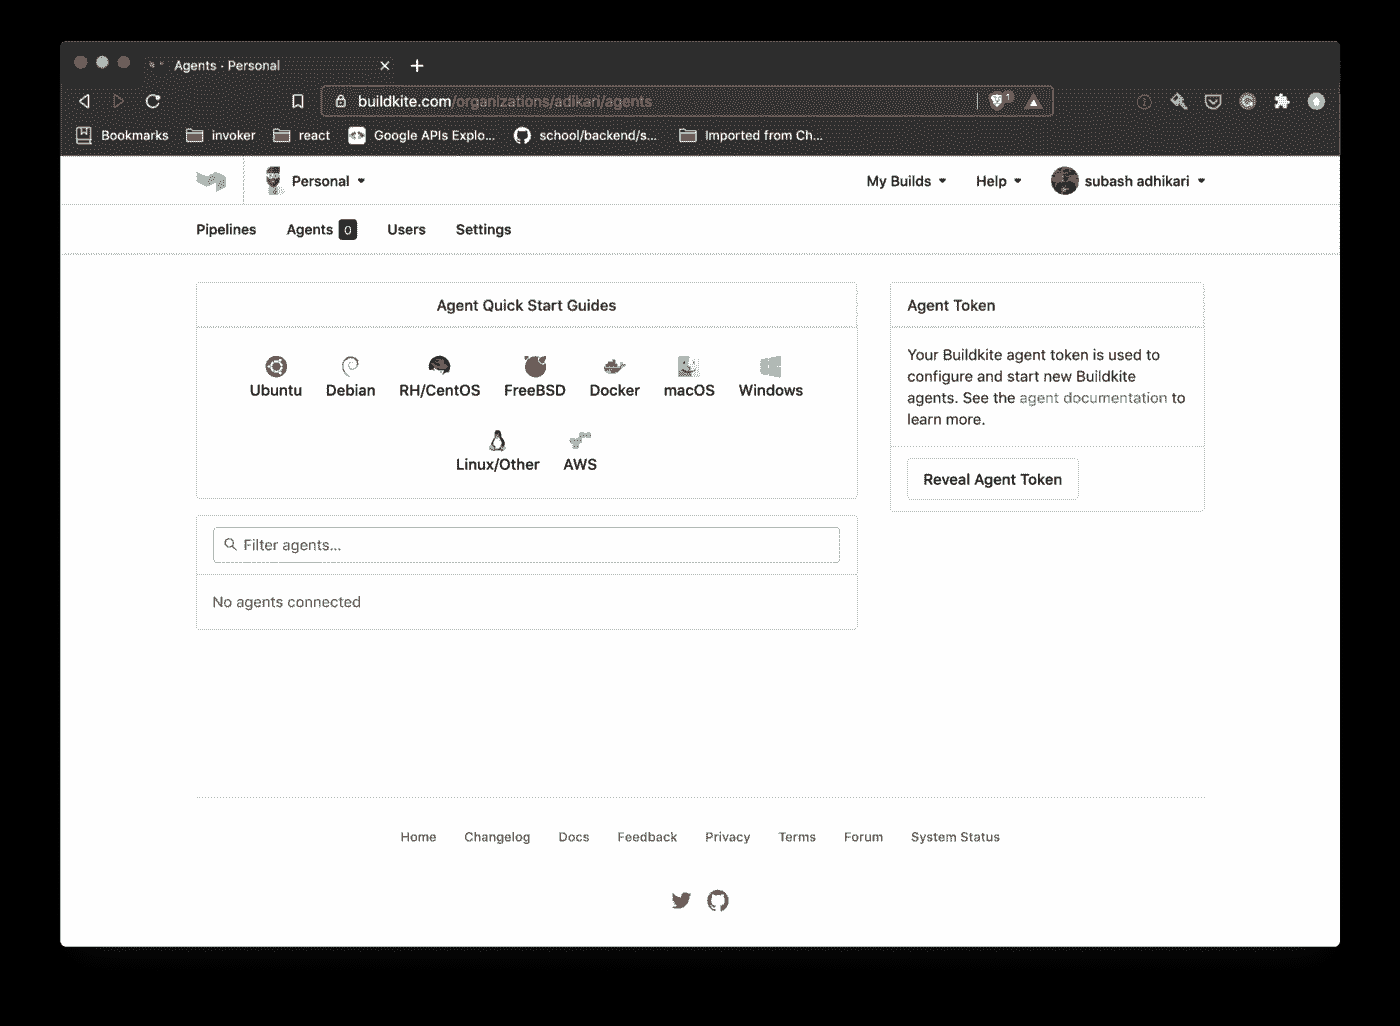 Agents · Personal
buildkite.com/organizations/adikari/agents
1
Bookmarks invoker react Google APIs Explo... school/backend/s... Imported from Ch...
Personal My Builds Help subash adhikari
Pipelines Agents 0 Users Settings
Agent Quick Start Guides
Ubuntu Debian RH/CentOS FreeBSD Docker macOS Windows
Linux/Other AWS
Filter agents...
No agents connected
Agent Token
Your Buildkite agent token is used to
configure and start new Buildkite
agents. See the agent documentation to
learn more.
Reveal Agent Token
Home Changelog Docs Feedback Privacy Terms Forum System Status